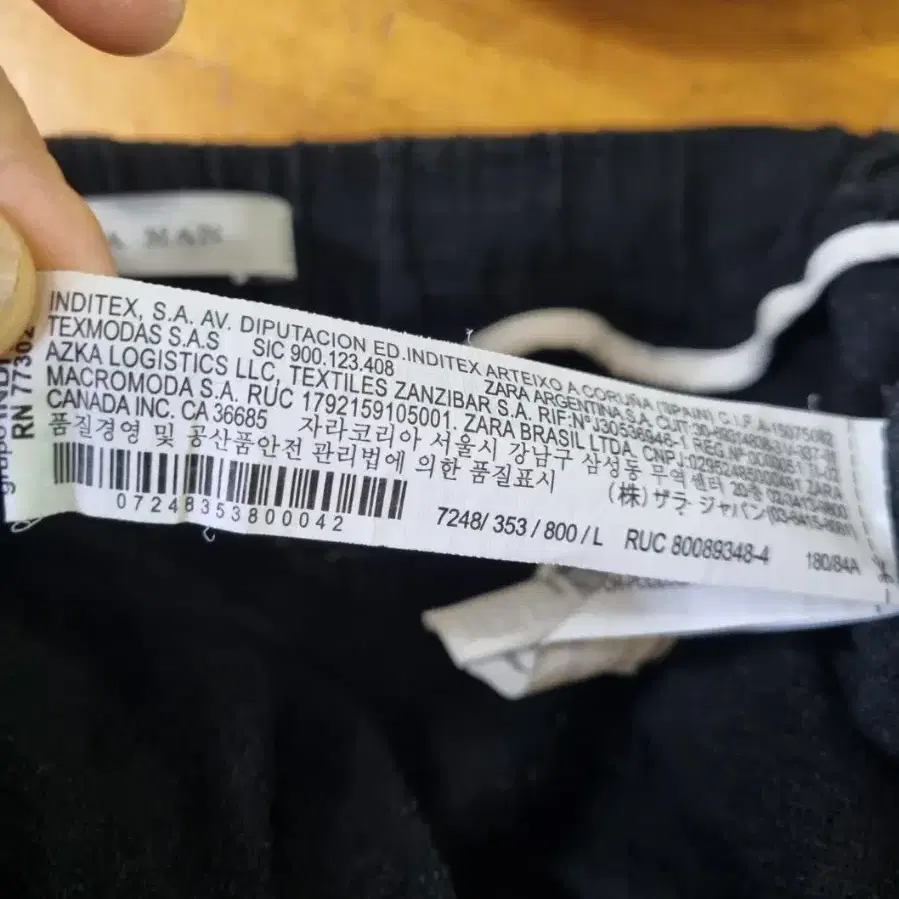 A MAN
INDITEX, S.A. AV. DIPUTACION ED.INDITEX ARTEIXO A CORUÑA (SPAIN) C.I.F.
TEXMODAS S.A.S SIC 900.123.408 ZARA ARGENTINA S.A. CUIT:
AZKA LOGISTICS LLC, TEXTILES ZANZIBAR S.A. RIF:NºJ30536946-1 REG.Nº
MACROMODA S.A. RUC 1792159105001. ZARA BRASIL LTDA. CNPJ: ZARA
CANADA INC. CA 36685 자라코리아 서울시 강남구 삼성동 무역센터
품질경영 및 공산품안전 관리법에 의한 품질표시 (株) ザラ ジャパン
07248353800042
7248/ 353 / 800 / L RUC 80089348-4 180/84A
RN 77302